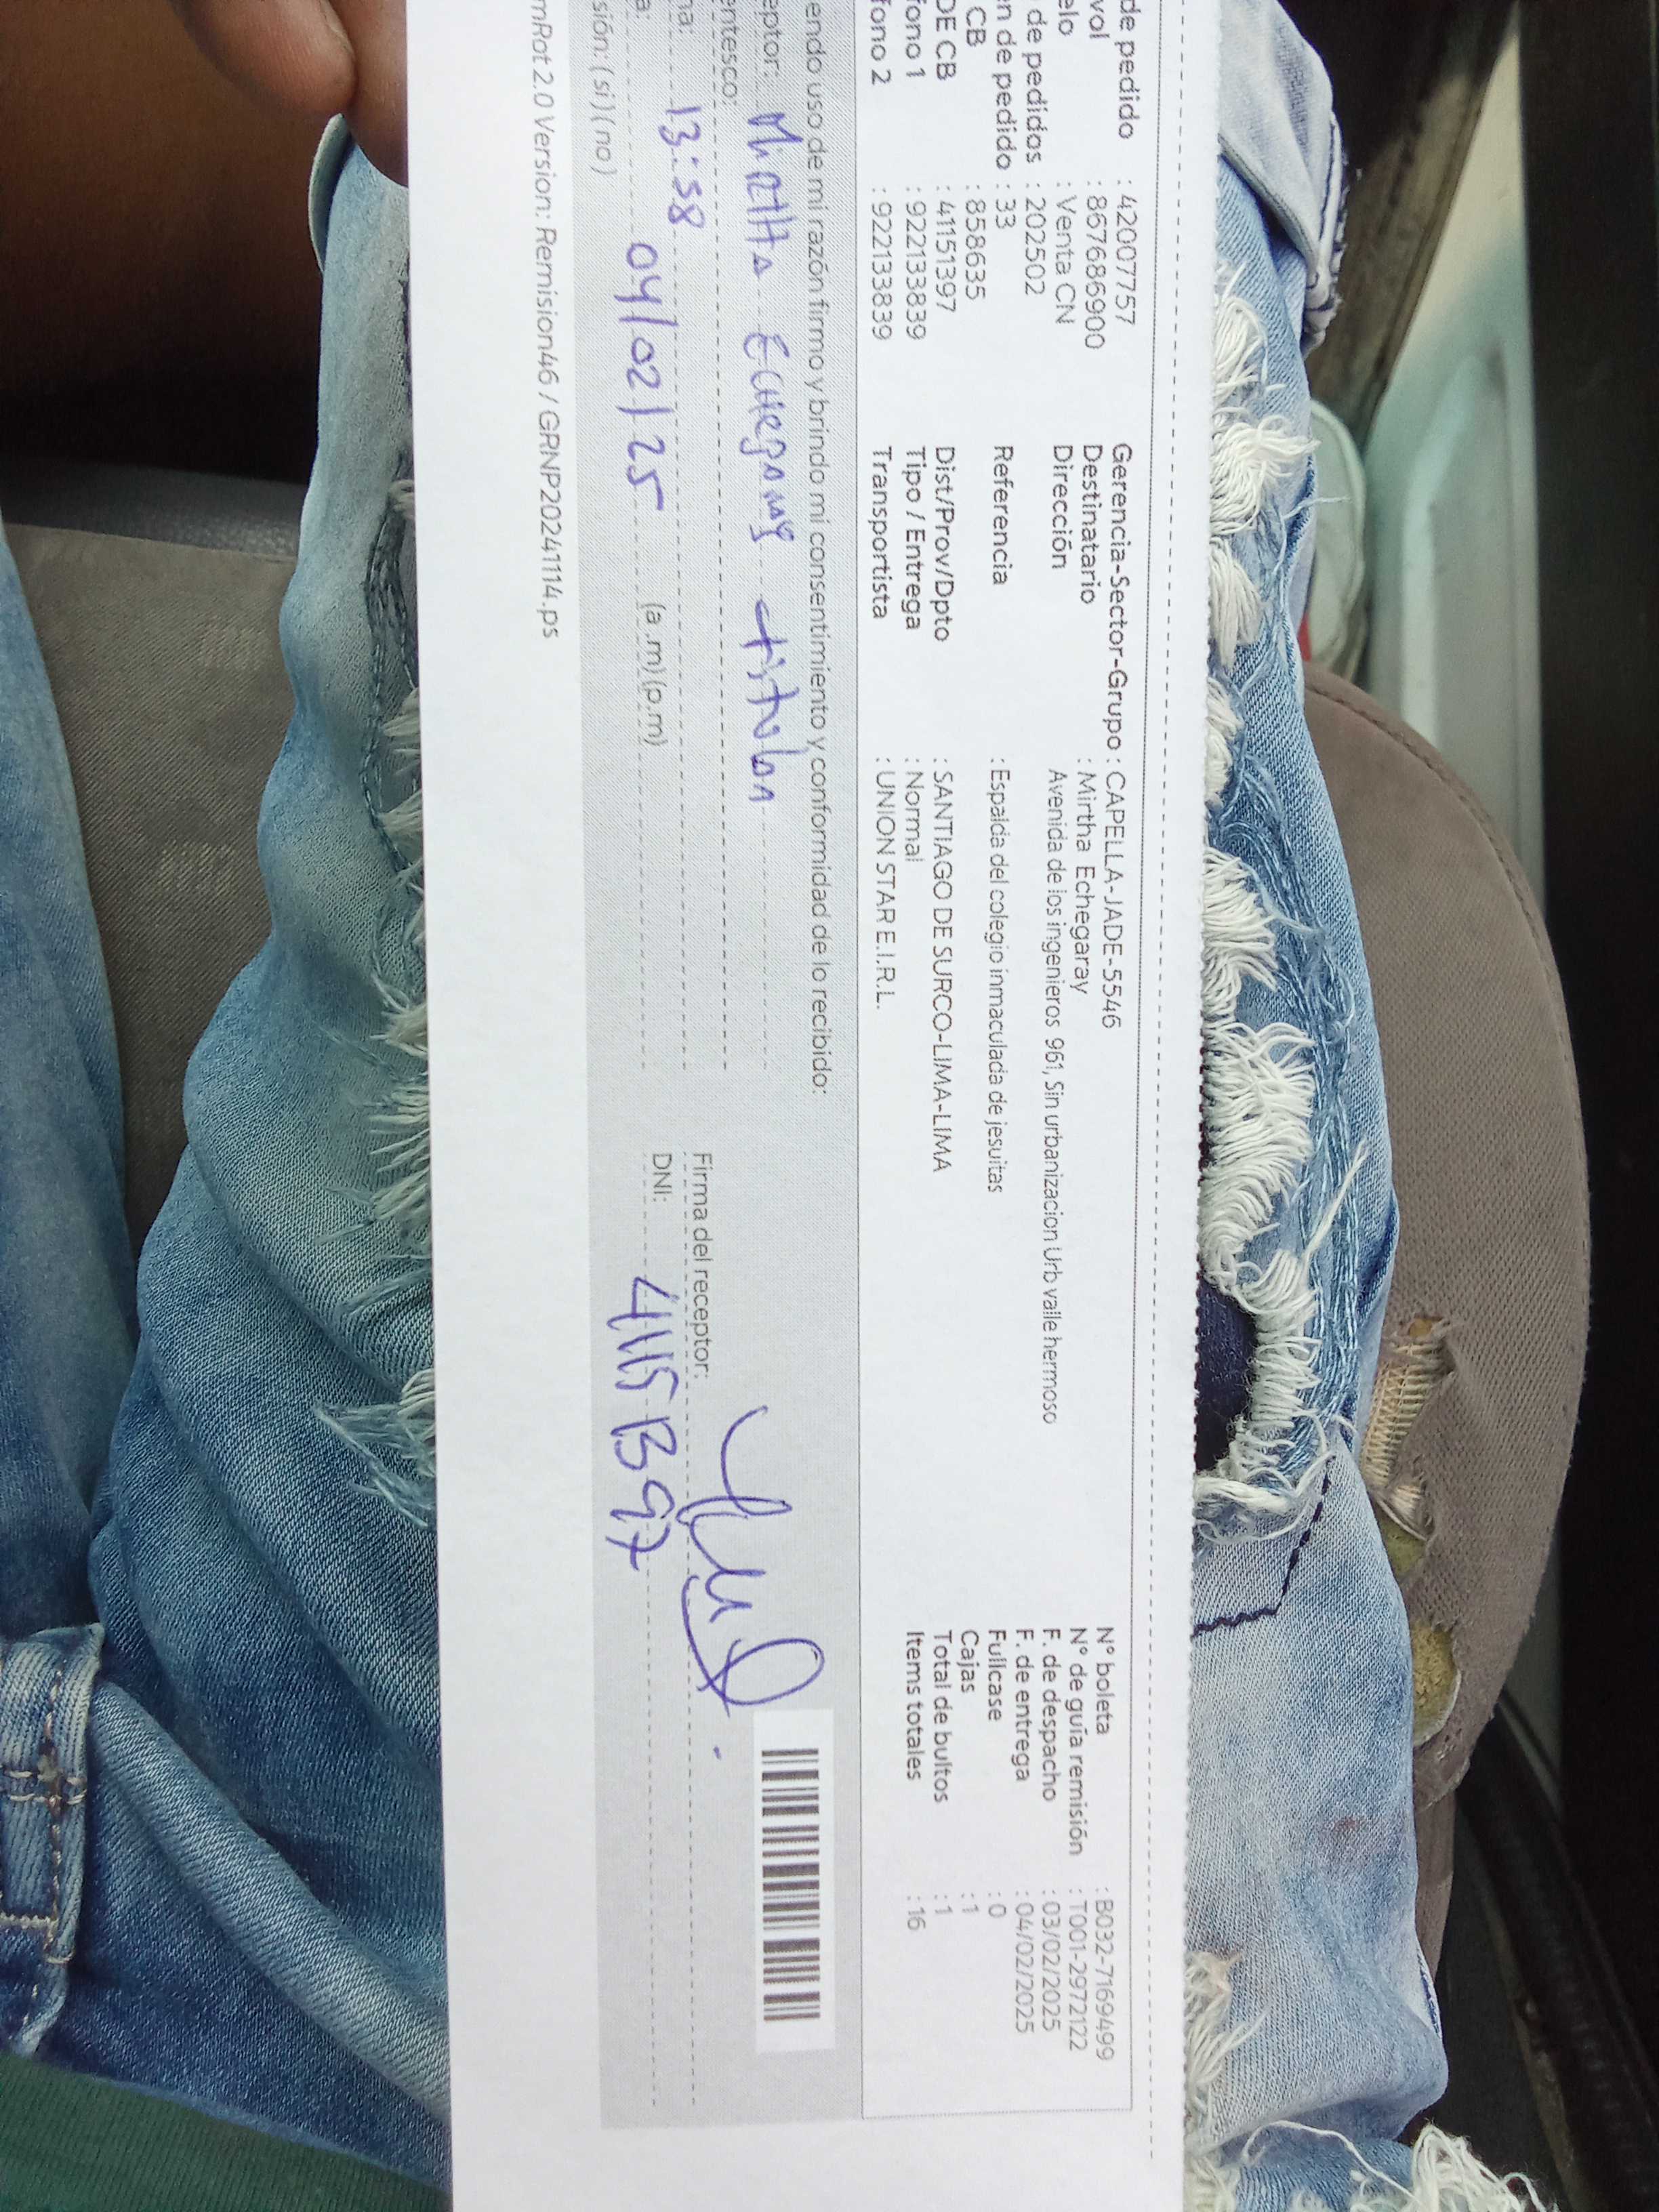 de pedido : 42007757
vol : 867686900
elo : Venta CN
de pedidos : 202502
n de pedido : 33
CB : 858635
DE CB : 41151397
fono 1 : 922133839
fono 2 : 922133839
Gerencia-Sector-Grupo : CAPELLA-JADE-5546
Destinatario : Mirtha Echegaray
Dirección Avenida de los ingenieros 961, Sin urbanizacion Urb valle hermoso
Referencia : Espalda del colegio inmaculada de jesuitas
Dist/Prov/Dpto : SANTIAGO DE SURCO-LIMA-LIMA
Tipo / Entrega : Normal
Transportista : UNION STAR E.I.R.L.
N° boleta : B032-7169499
N° de guía remisión : T001-2972122
F. de despacho : 03/02/2025
F. de entrega : 04/02/2025
Fullcase : 0
Cajas : 1
Total de bultos : 1
Items totales : 16
endo uso de mi razón firmo y brindo mi consentimiento y conformidad de lo recibido:
eptor: Mirtha Echegaray titular
entesco:
na: 13:58 (a.m) (p.m)
a: 04/02/25
sión: ( si ) ( no )
Firma del receptor:
DNI: 41151397
mRot 2.0 Version: Remision46 / GRNP20241114.ps